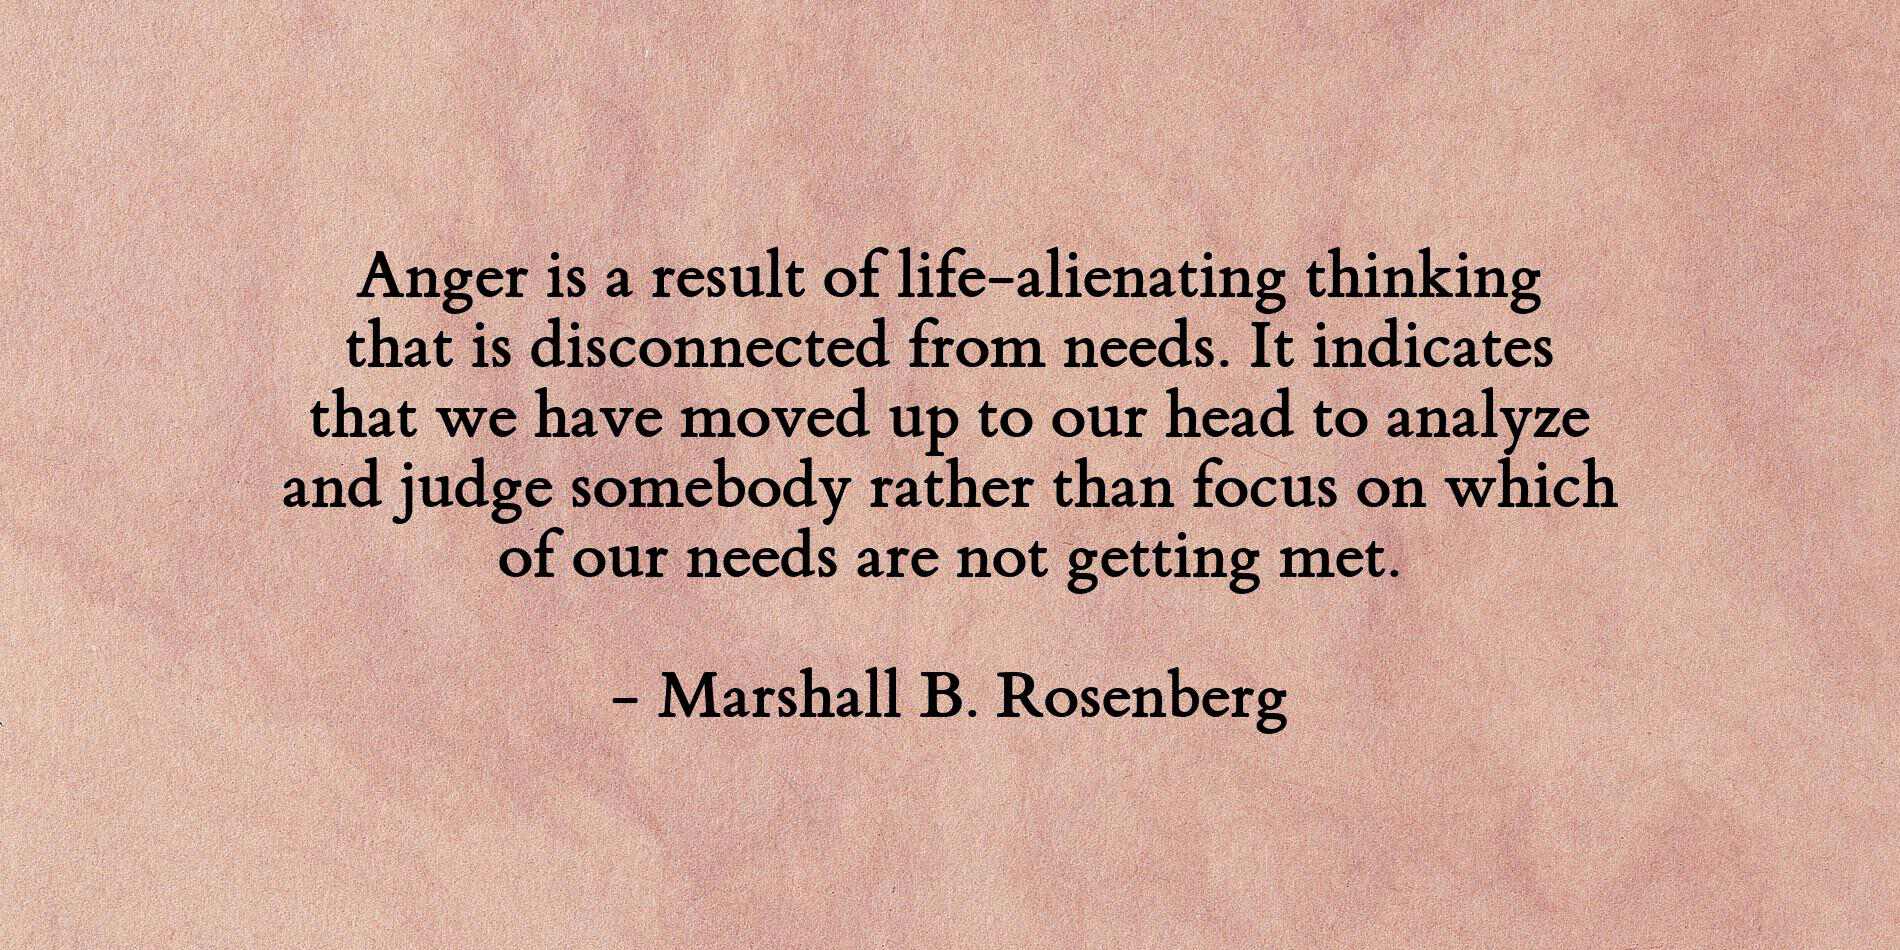 Anger is a result of life-alienating thinking
that is disconnected from needs. It indicates
that we have moved up to our head to analyze
and judge somebody rather than focus on which
of our needs are not getting met.
- Marshall B. Rosenberg